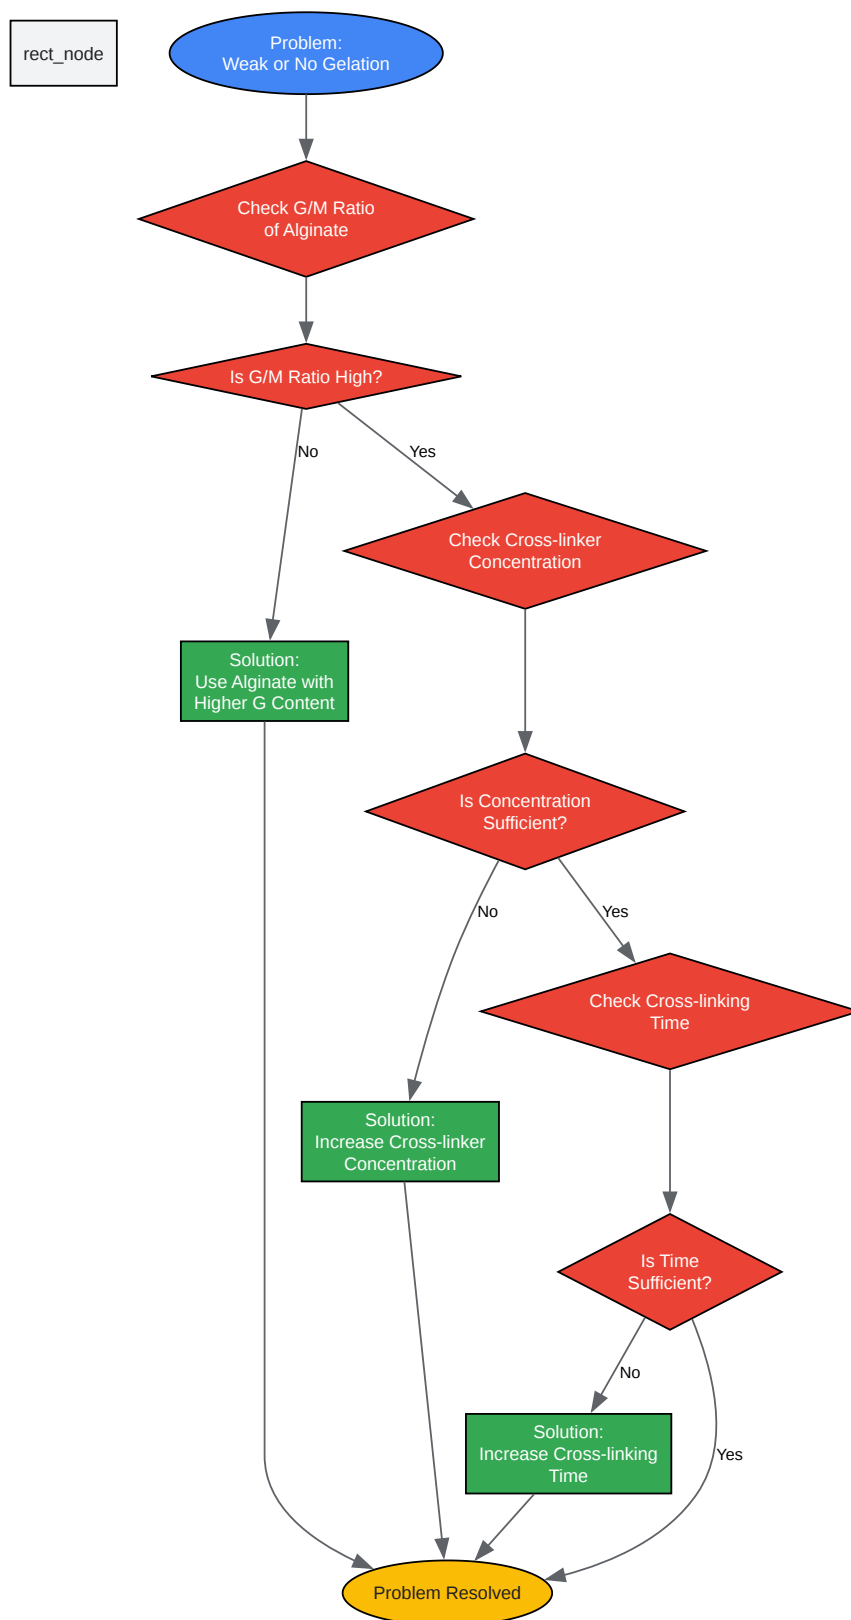 rect_node
Problem:
Weak or No Gelation
Check G/M Ratio
of Alginate
Is G/M Ratio High?
No
Yes
Check Cross-linker
Concentration
Solution:
Use Alginate with
Higher G Content
Is Concentration
Sufficient?
No
Yes
Check Cross-linking
Time
Solution:
Increase Cross-linker
Concentration
Is Time
Sufficient?
No
Solution:
Increase Cross-linking
Time
Yes
Problem Resolved